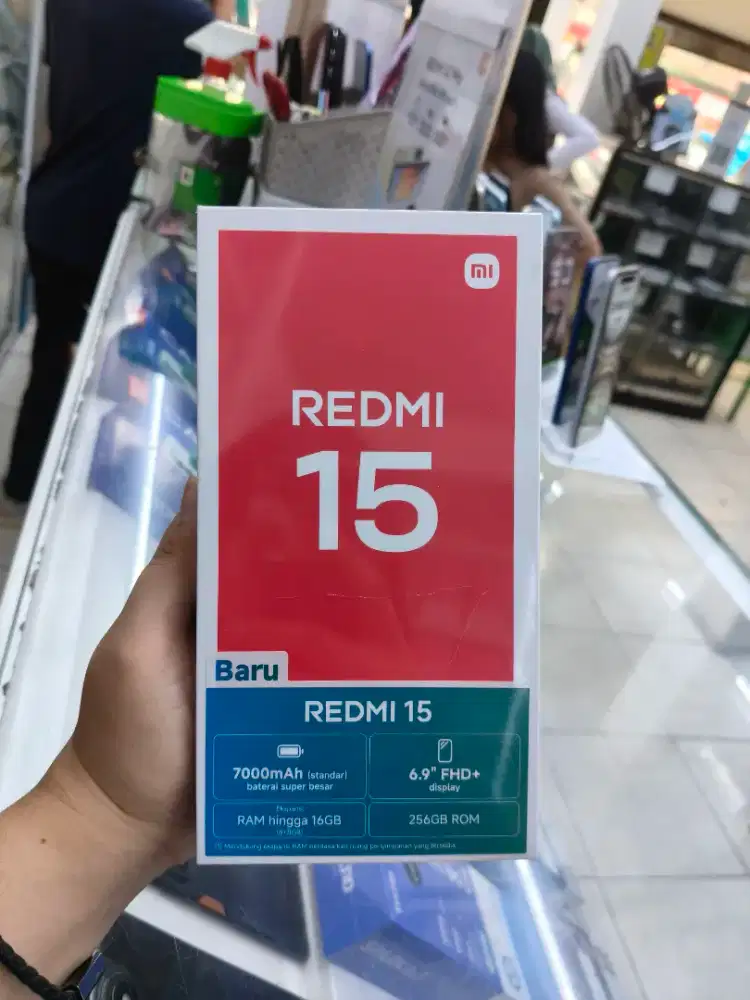 mi
REDMI
15
Baru
REDMI 15
7000mAh (standar)
baterai super besar
6.9" FHD+
display
RAM hingga 16GB
256GB ROM